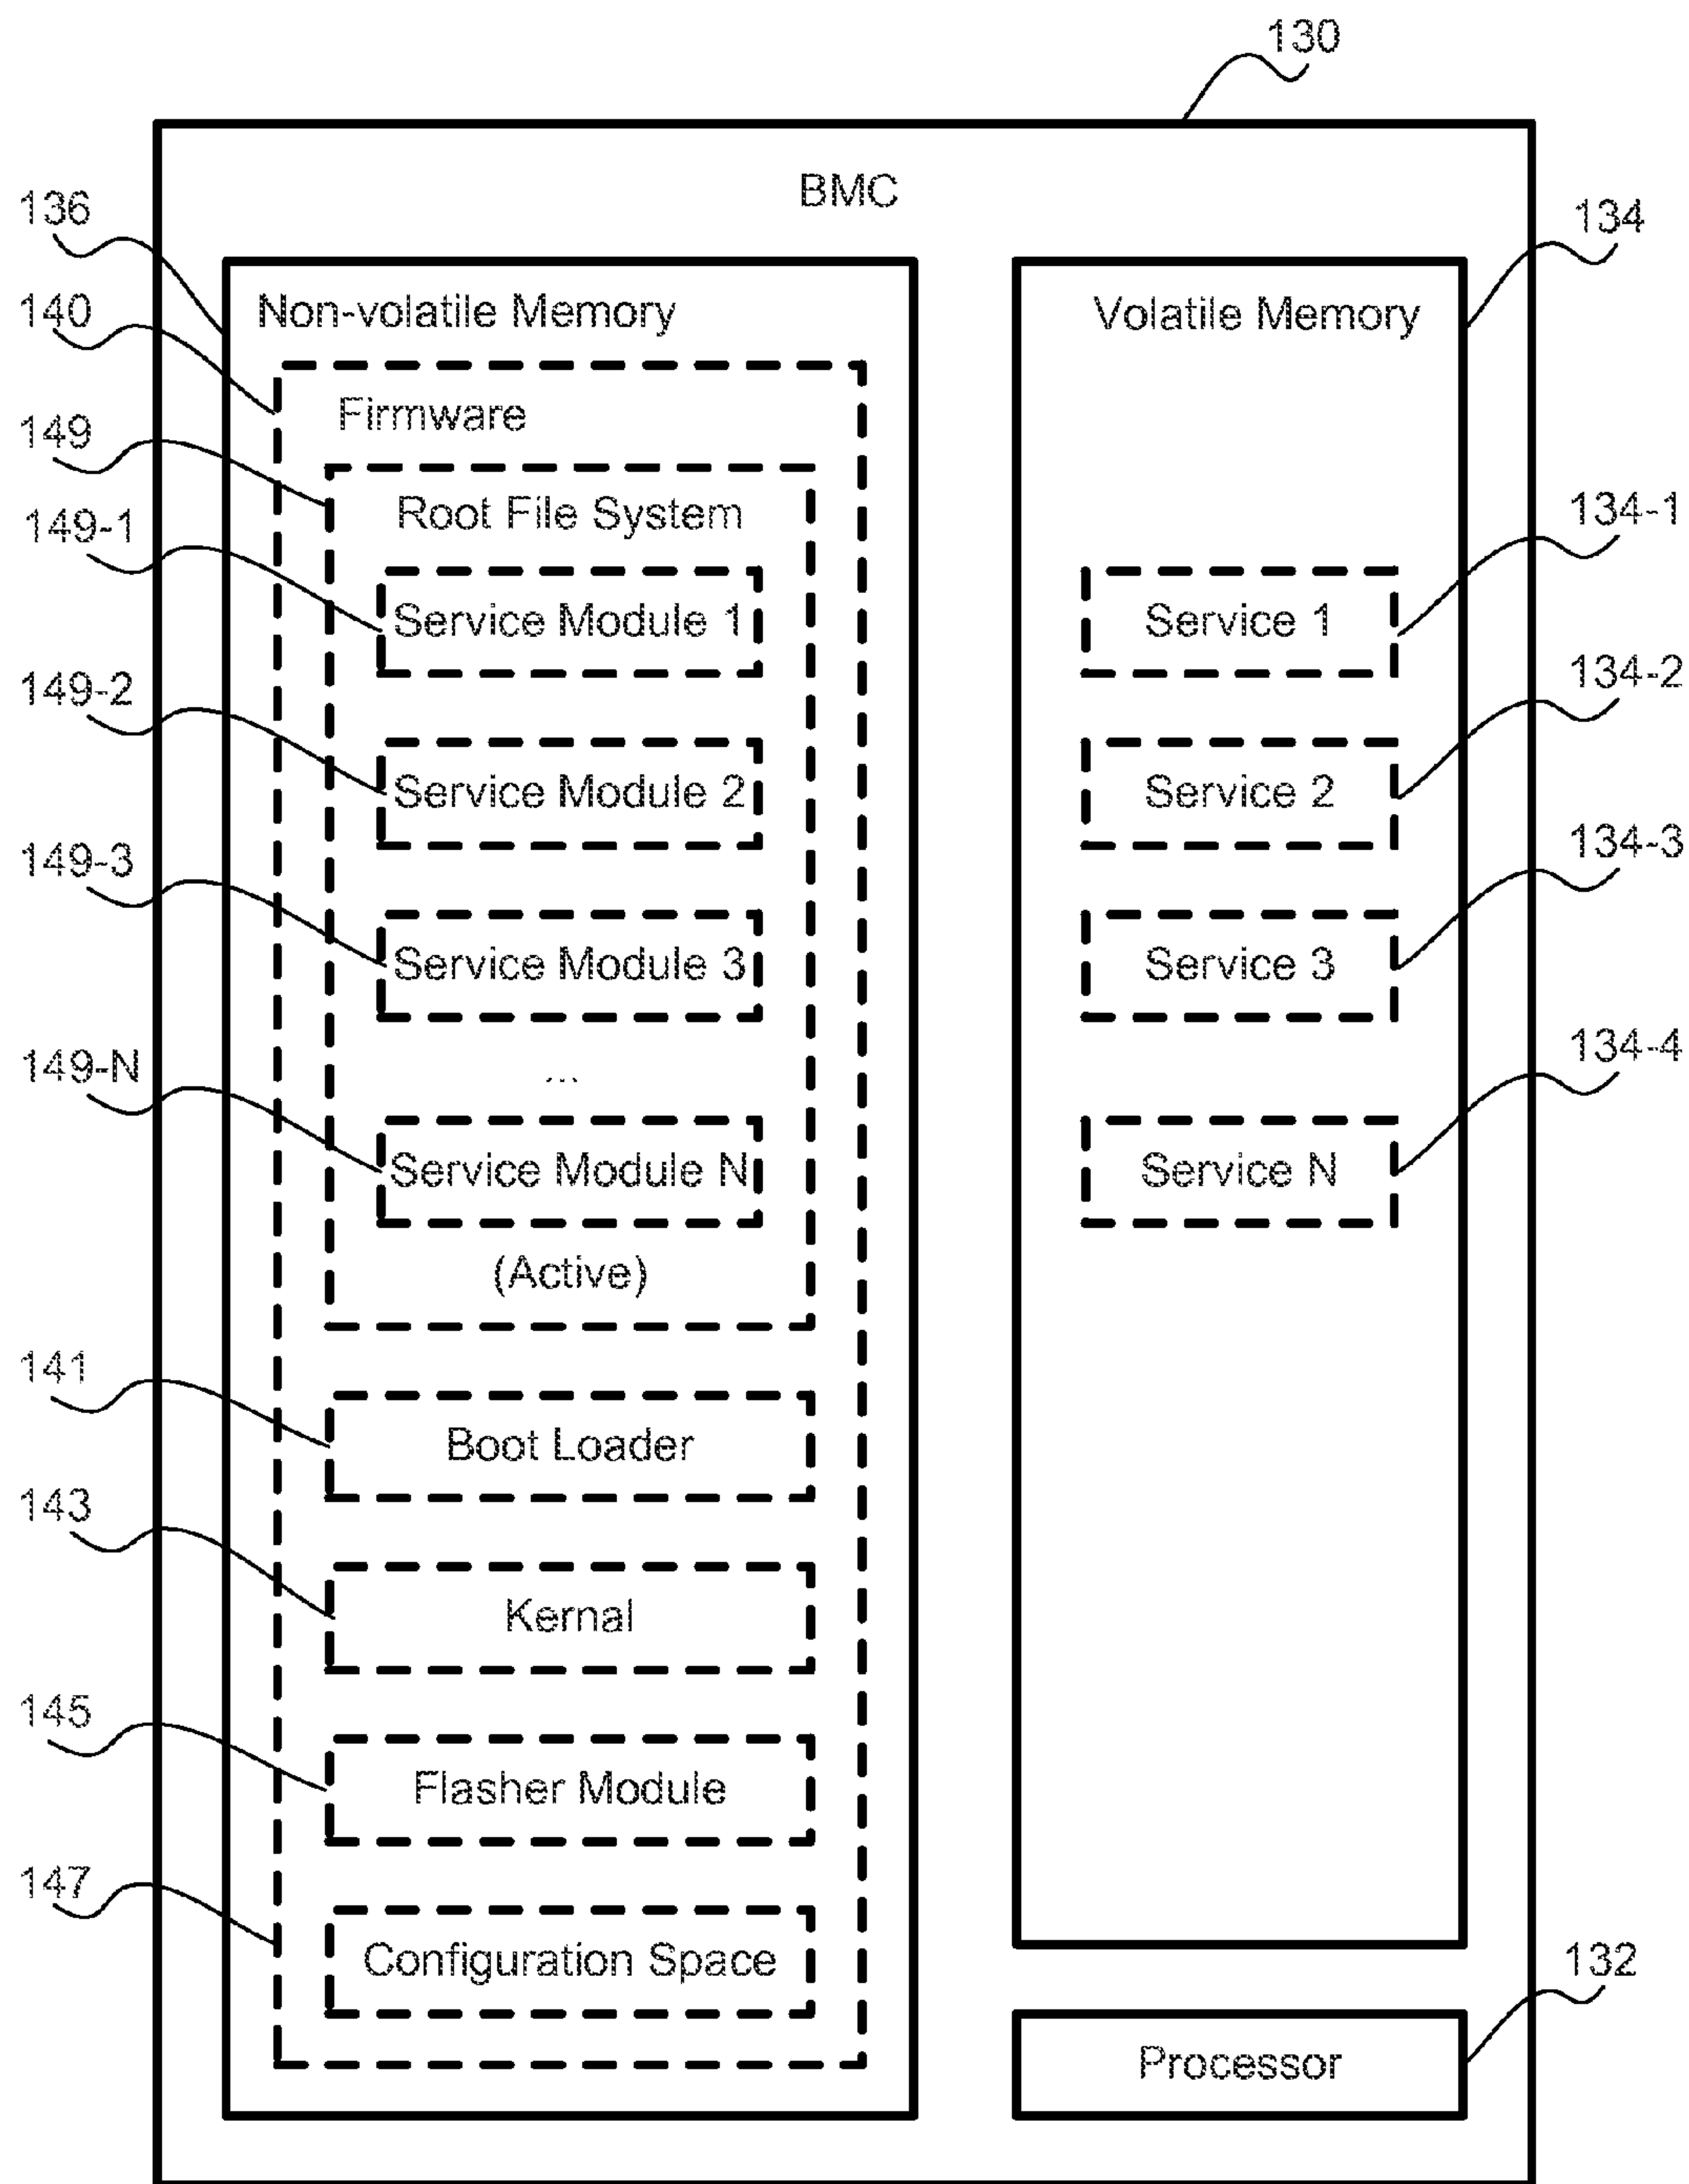 130
BMC
136
134
140
Non-volatile Memory
Volatile Memory
Firmware
149
Root File System
149-1
134-1
Service Module 1
Service 1
149-2
134-2
Service Module 2
Service 2
149-3
134-3
Service Module 3
Service 3
149-N
134-4
...
Service Module N
Service N
(Active)
141
Boot Loader
143
Kernal
145
Flasher Module
147
Configuration Space
132
Processor